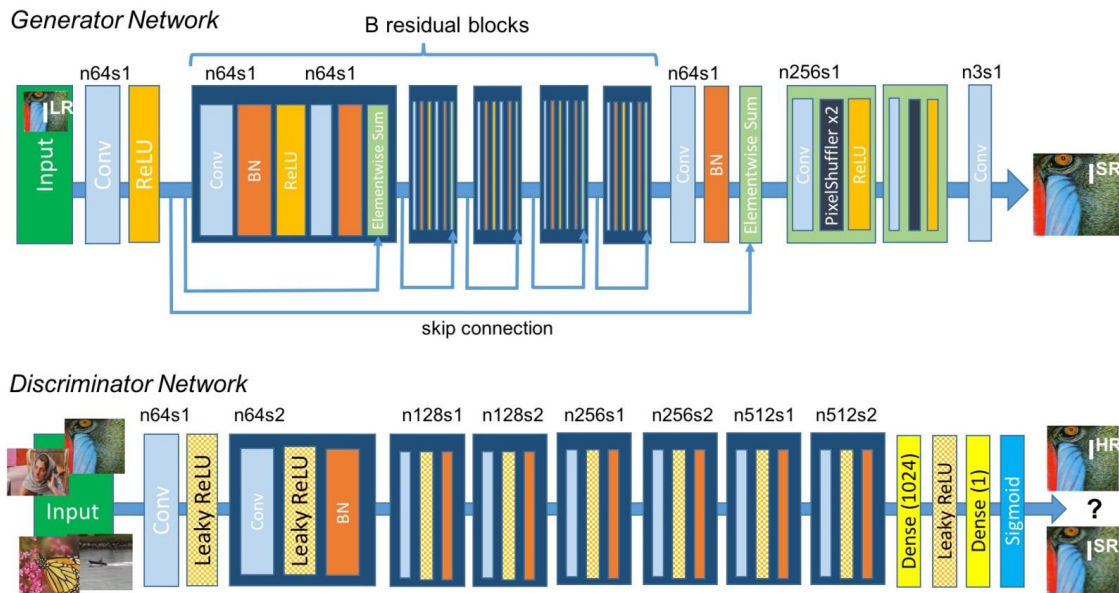 Generator Network
B residual blocks
n64s1
n64s1
n64s1
n64s1
n256s1
n3s1
I^LR
Input
Conv
ReLU
Conv
BN
ReLU
Elementwise Sum
Conv
BN
Elementwise Sum
Conv
PixelShuffler x2
ReLU
Conv
I^SR
skip connection
Discriminator Network
n64s1
n64s2
n128s1
n128s2
n256s1
n256s2
n512s1
n512s2
Input
Conv
Leaky ReLU
Conv
Leaky ReLU
BN
Dense (1024)
Leaky ReLU
Dense (1)
Sigmoid
I^HR
?
I^SR